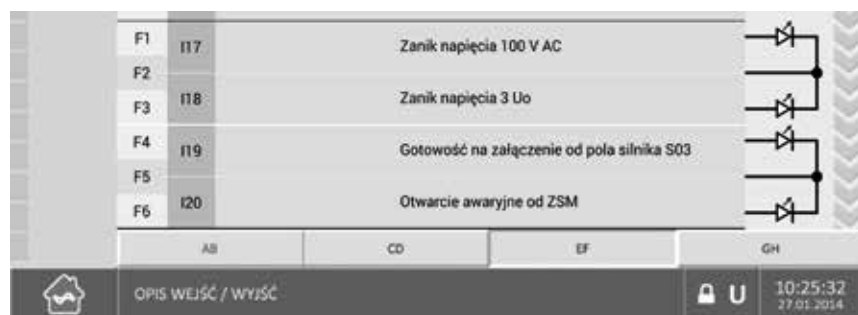 F1 I17 Zanik napięcia 100 V AC
F2
F3 I18 Zanik napięcia 3 Uo
F4 I19 Gotowość na załączenie od pola silnika S03
F5
F6 I20 Otwarcie awaryjne od ZSM
AB CD EF GH
OPIS WEJŚĆ / WYJŚĆ U 10:25:32
27.01.2014